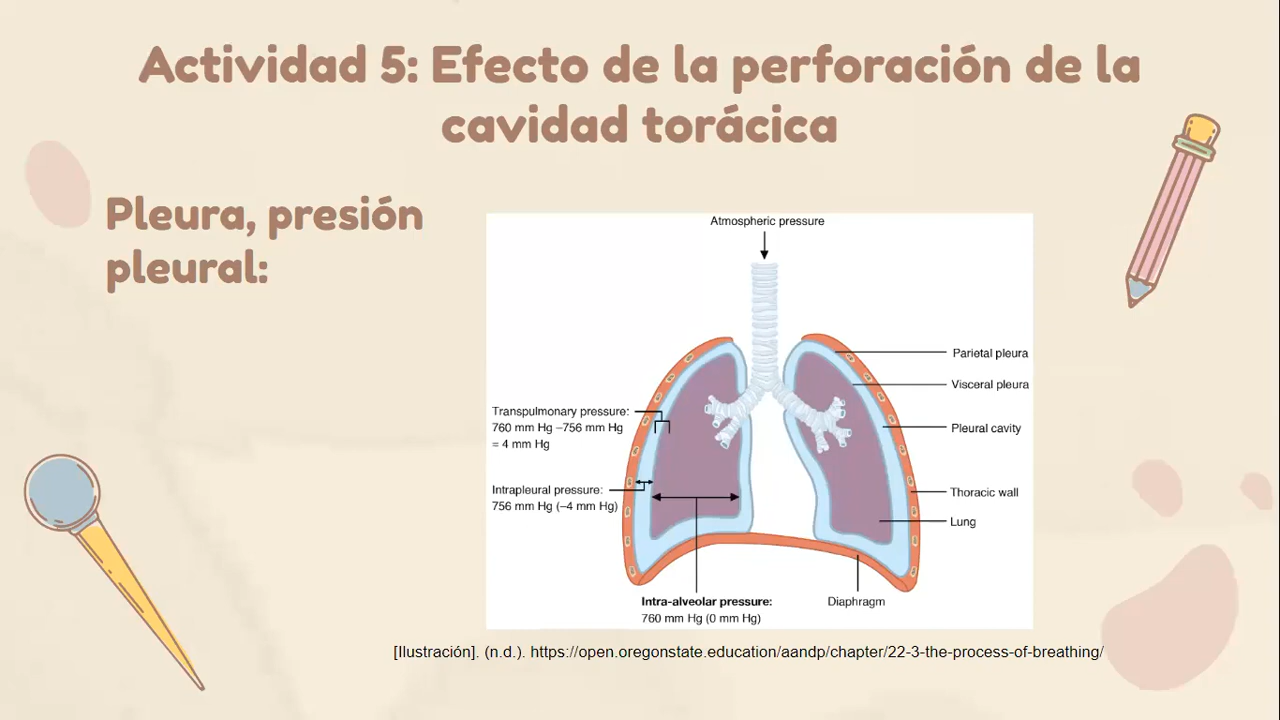 Actividad 5: Efecto de la perforación de la
cavidad torácica
Pleura, presión
pleural:
Atmospheric pressure
Parietal pleura
Visceral pleura
Transpulmonary pressure:
760 mm Hg –756 mm Hg
= 4 mm Hg
Pleural cavity
Intrapleural pressure:
756 mm Hg (–4 mm Hg)
Thoracic wall
Lung
Intra-alveolar pressure:
760 mm Hg (0 mm Hg)
Diaphragm
[Ilustración]. (n.d.). https://open.oregonstate.education/aandp/chapter/22-3-the-process-of-breathing/